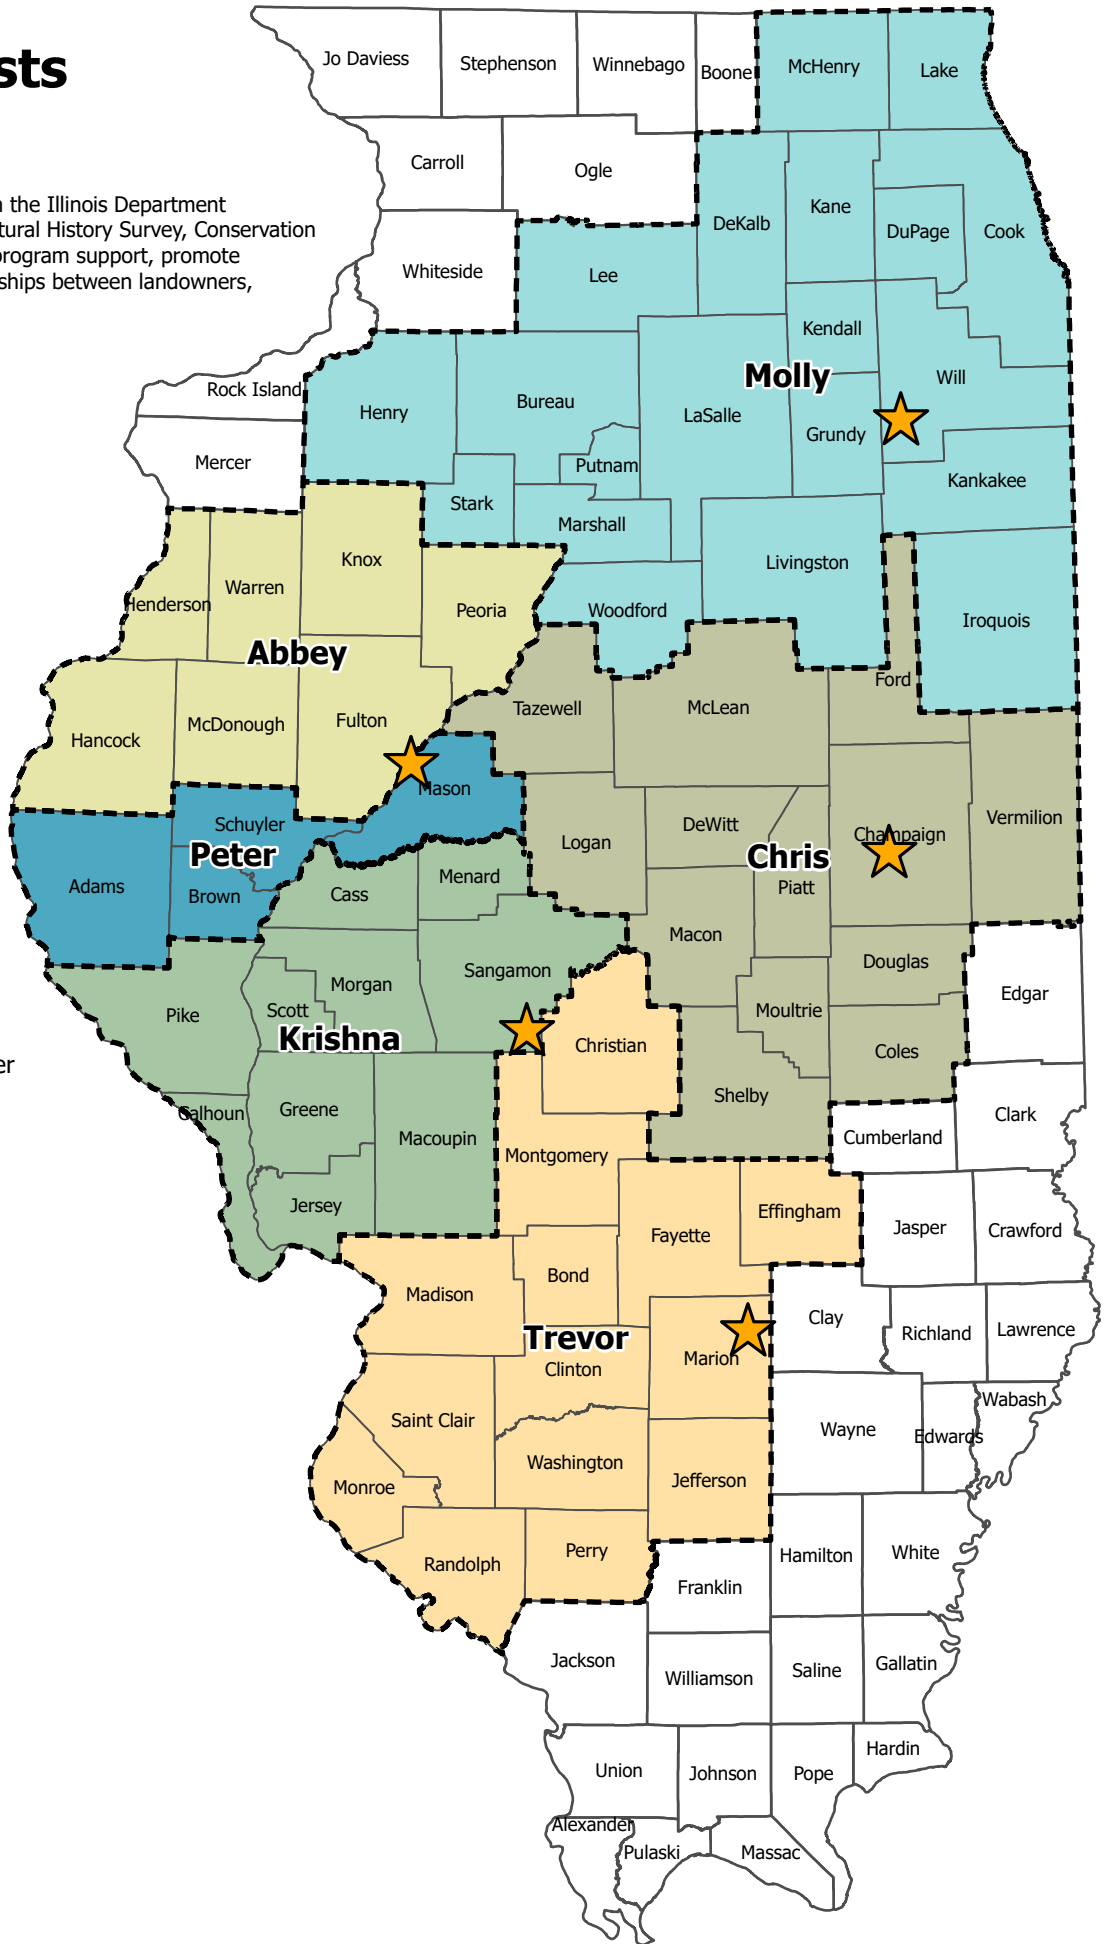 sts
n the Illinois Department
tural History Survey, Conservation
program support, promote
ships between landowners,
er
Jo Daviess
Stephenson
Winnebago
Boone
McHenry
Lake
Carroll
Ogle
DeKalb
Kane
DuPage
Cook
Whiteside
Lee
Kendall
Molly
Will
Rock Island
Henry
Bureau
LaSalle
Grundy
Mercer
Putnam
Kankakee
Stark
Marshall
Knox
Livingston
Warren
Henderson
Peoria
Woodford
Iroquois
Abbey
Ford
Tazewell
McLean
Hancock
McDonough
Fulton
Mason
Schuyler
DeWitt
Vermilion
Champaign
Logan
Peter
Chris
Adams
Brown
Cass
Menard
Piatt
Macon
Douglas
Sangamon
Morgan
Edgar
Pike
Scott
Moultrie
Krishna
Christian
Coles
Shelby
Calhoun
Greene
Clark
Macoupin
Cumberland
Montgomery
Jersey
Effingham
Fayette
Jasper
Crawford
Bond
Madison
Clay
Richland
Lawrence
Trevor
Marion
Clinton
Wabash
Saint Clair
Wayne
Edwards
Washington
Jefferson
Monroe
Perry
Randolph
Hamilton
White
Franklin
Jackson
Williamson
Saline
Gallatin
Hardin
Union
Johnson
Pope
Alexander
Pulaski
Massac